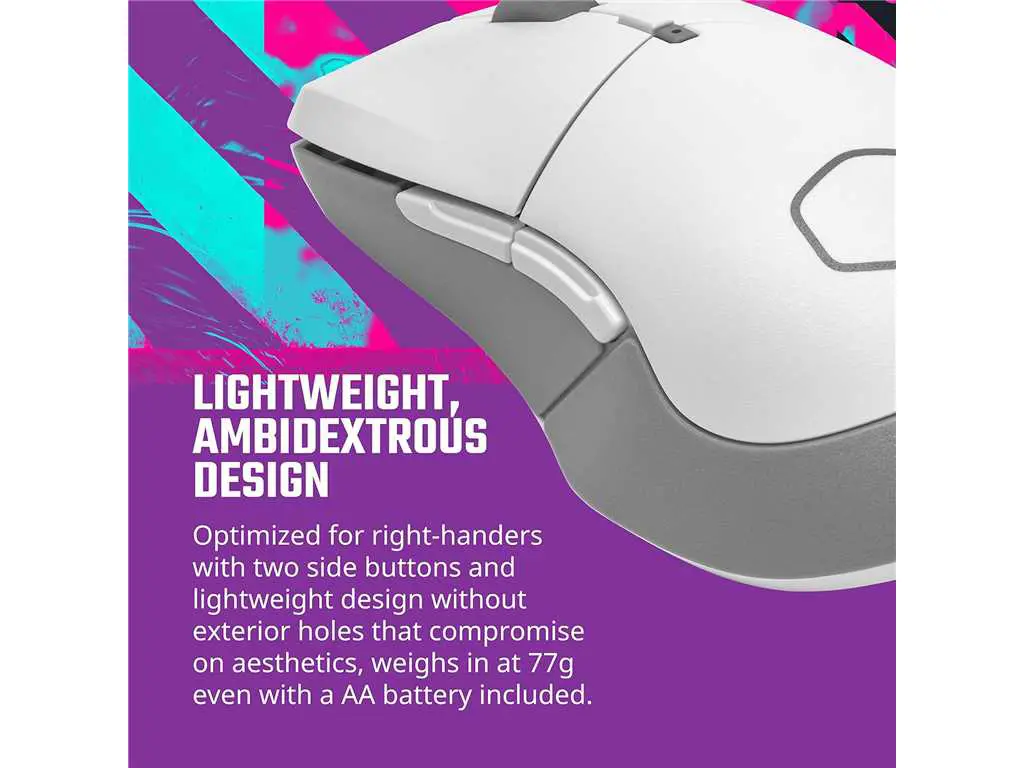 LIGHTWEIGHT,
AMBIDEXTROUS
DESIGN
Optimized for right-handers
with two side buttons and
lightweight design without
exterior holes that compromise
on aesthetics, weighs in at 77g
even with a AA battery included.